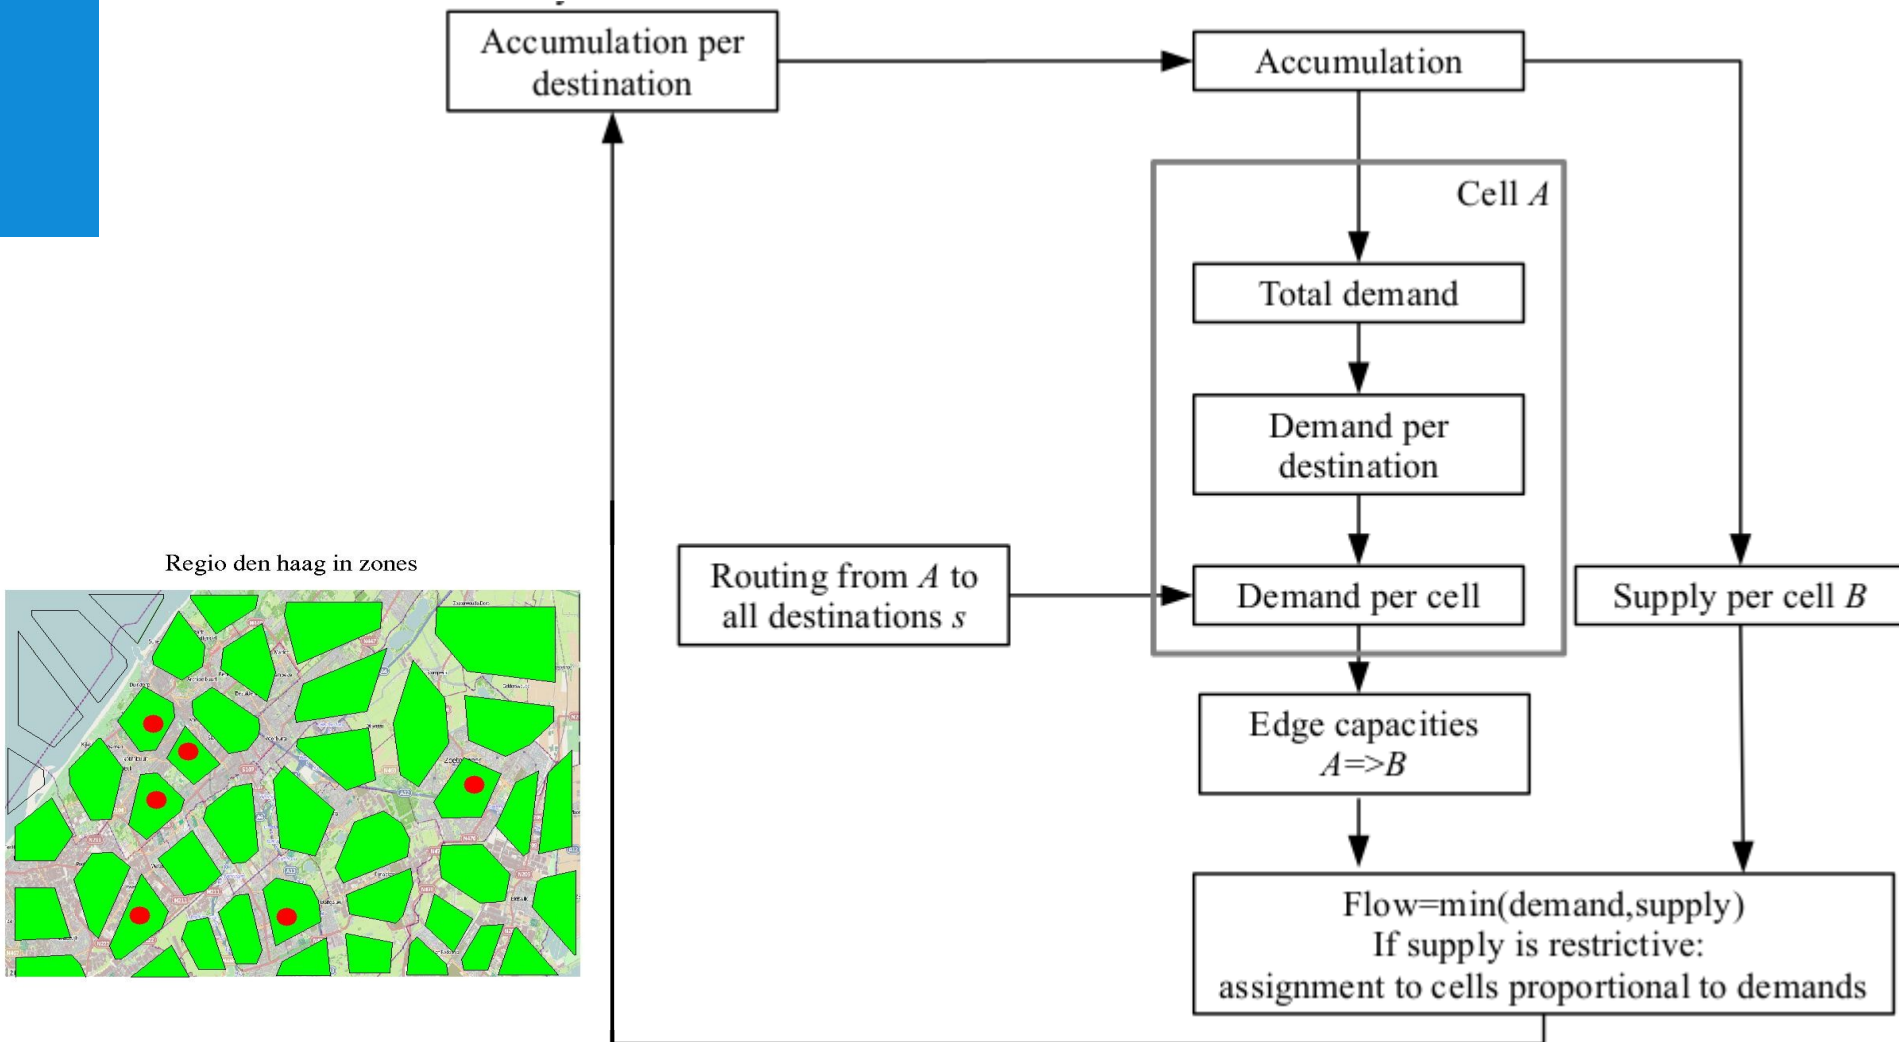 Accumulation per
destination
Accumulation
Cell A
Total demand
Demand per
destination
Routing from A to
all destinations s
Demand per cell
Supply per cell B
Edge capacities
A=>B
Flow=min(demand,supply)
If supply is restrictive:
assignment to cells proportional to demands
Regio den haag in zones